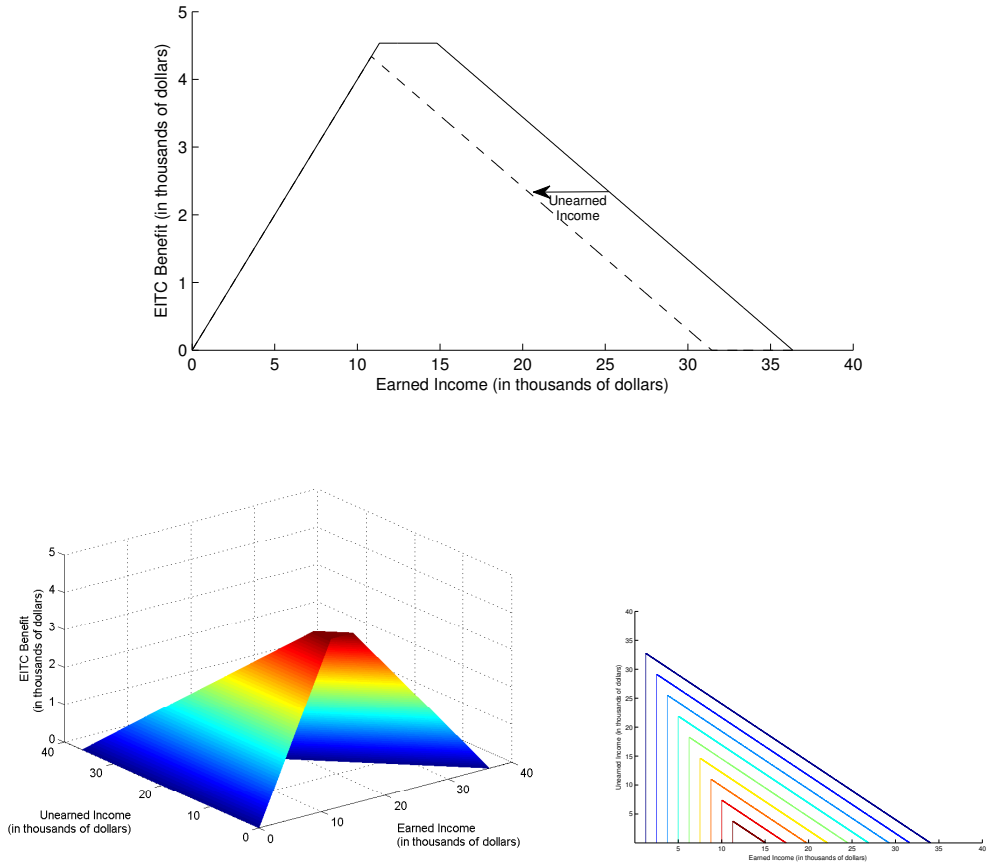 5
4
3
2
1
0
EITC Benefit (in thousands of dollars)
Unearned
Income
0 5 10 15 20 25 30 35 40
Earned Income (in thousands of dollars)
5
4
3
2
1
0
EITC Benefit
(in thousands of dollars)
40
30
20
10
0
Unearned Income
(in thousands of dollars)
0
10
20
30
40
Earned Income
(in thousands of dollars)
40
35
30
25
20
15
10
5
Unearned Income (in thousands of dollars)
5 10 15 20 25 30 35 40
Earned Income (in thousands of dollars)